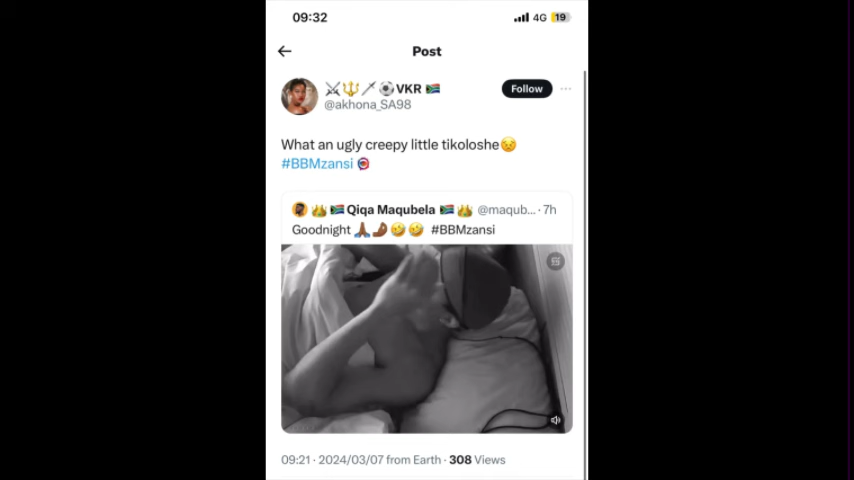 09:32
4G
19
Post
VKR
Follow
@akhona_SA98
What an ugly creepy little tikoloshe😟
#BBMzansi
Qiqa Maqubela @maqub... · 7h
Goodnight 🙏🏾🤌🏾🤣🤣 #BBMzansi
09:21 · 2024/03/07 from Earth · 308 Views